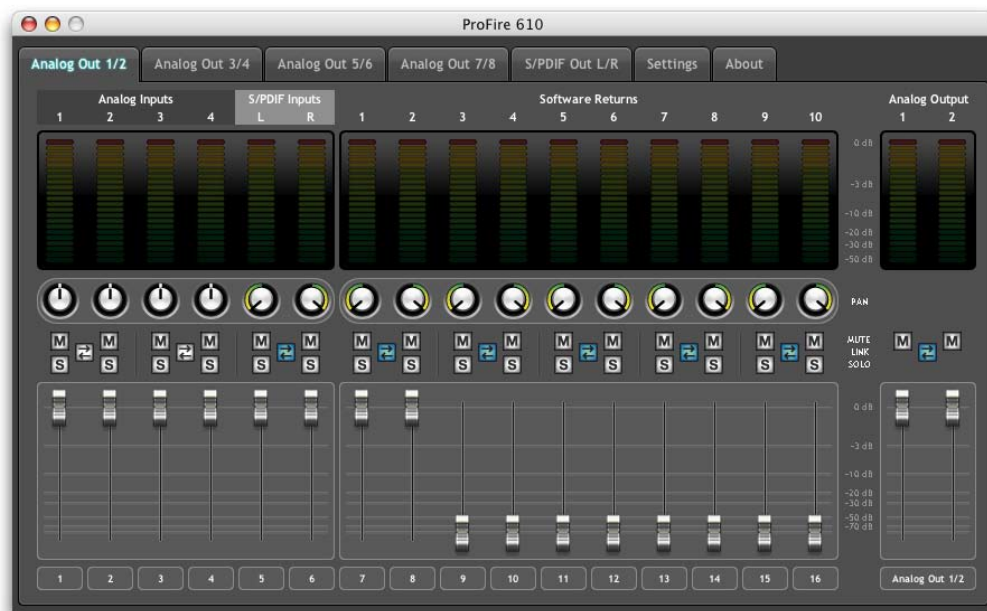 ProFire 610
Analog Out 1/2 Analog Out 3/4 Analog Out 5/6 Analog Out 7/8 S/PDIF Out L/R Settings About
Analog Inputs S/PDIF Inputs Software Returns Analog Output
1 2 3 4 L R 1 2 3 4 5 6 7 8 9 10 1 2
0 dB
-3 dB
-10 dB
-20 dB
-30 dB
-50 dB
PAN
M M M M M M M M M M M M M M M M MUTE M M
LINK
S S S S S S S S S S S S S S S S SOLO
0 dB
-3 dB
-10 dB
-20 dB
-30 dB
-50 dB
-70 dB
1 2 3 4 5 6 7 8 9 10 11 12 13 14 15 16 Analog Out 1/2